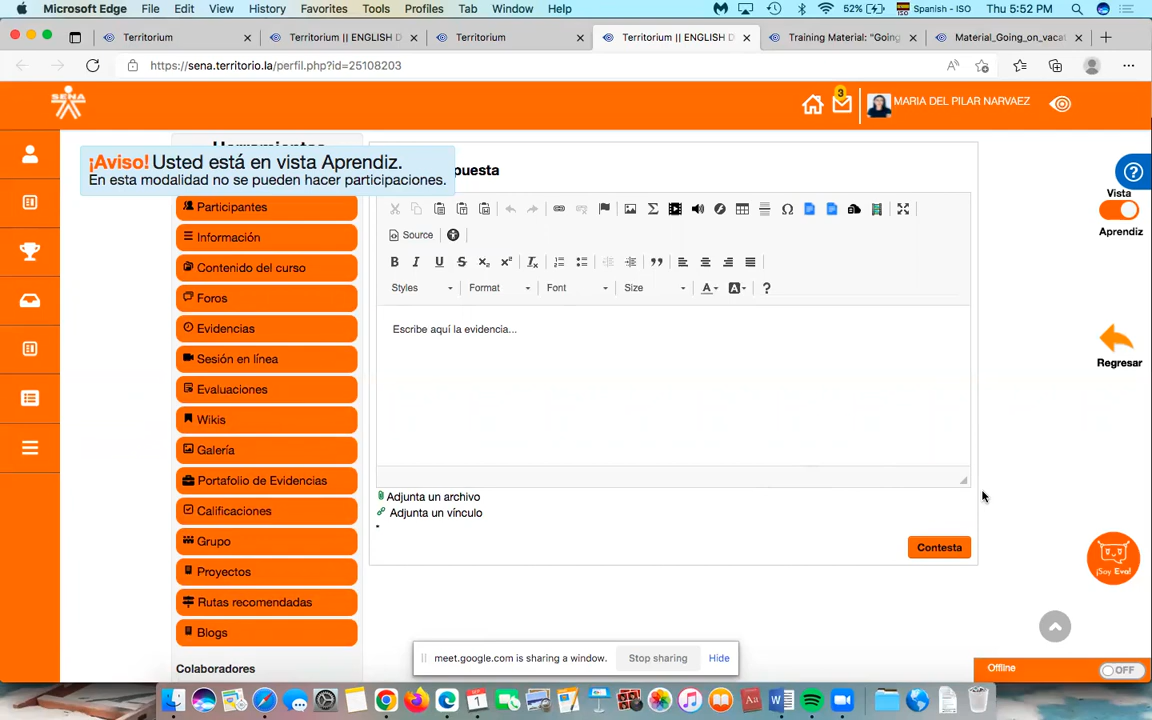 Microsoft Edge File Edit View History Favorites Tools Tab Window Help 52% Spanish - ISO Thu 5:52 PM
Territorium Territorium || ENGLISH D Territorium Territorium || ENGLISH D Training Material: "Going Material_Going_on_vaca
https://sena.territorio.la/perfil.php?id=25108203
SENA
3
MARIA DEL PILAR NARVAEZ
¡Aviso! Usted está en vista Aprendiz.
En esta modalidad no se pueden hacer participaciones.
puesta
Vista
Aprendiz
Regresar
¡Soy Eva!
Participantes
Información
Contenido del curso
Foros
Evidencias
Sesión en línea
Evaluaciones
Wikis
Galería
Portafolio de Evidencias
Calificaciones
Grupo
Proyectos
Rutas recomendadas
Blogs
Colaboradores
Source
Styles Format Font Size
Escribe aquí la evidencia...
Adjunta un archivo
Adjunta un vínculo
Contesta
meet.google.com is sharing a window. Stop sharing Hide
Offline OFF